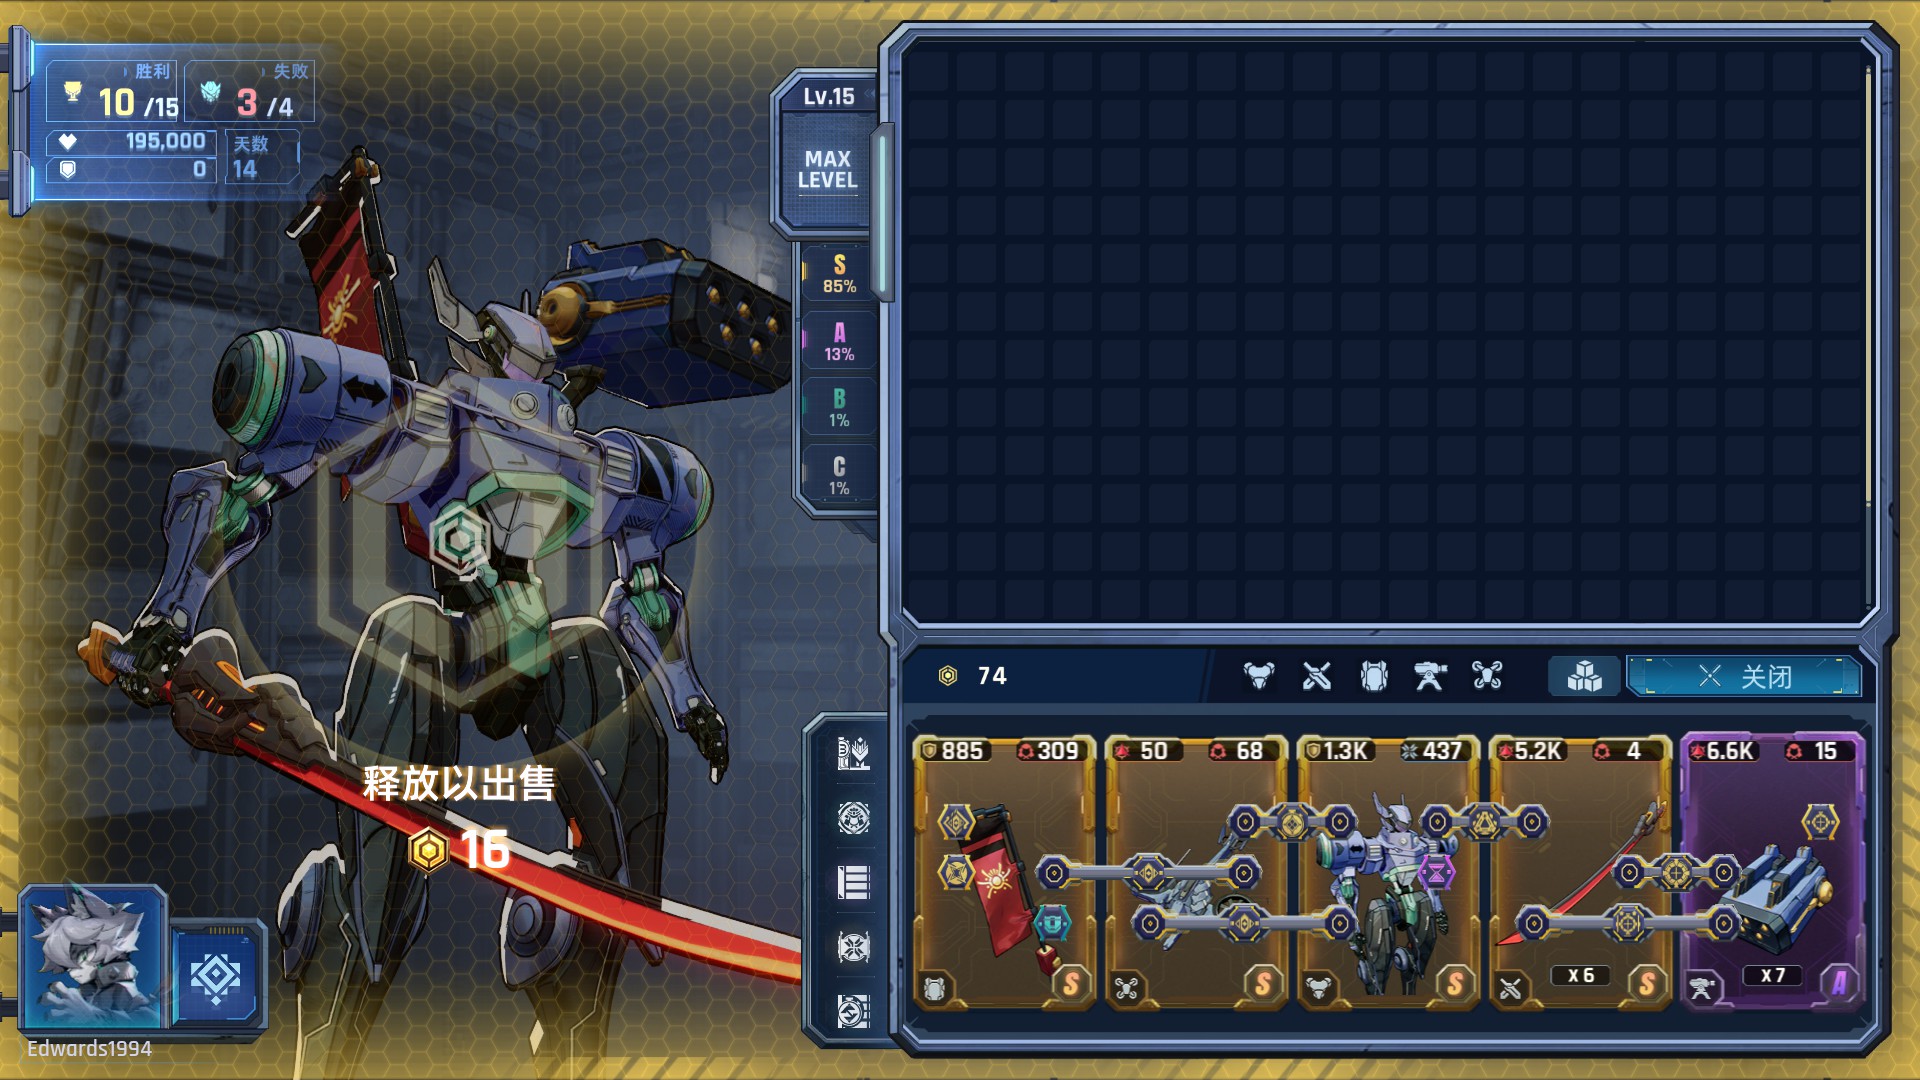 胜利
10 /15
失败
3 /4
195,000
0
天数
14
Lv.15
MAX
LEVEL
S
85%
A
13%
B
1%
C
1%
释放以出售
16
Edwards1994
74
关闭
885 309
50 68
1.3K 437
5.2K 4
6.6K 15
S
S
S
x6 S
x7 A